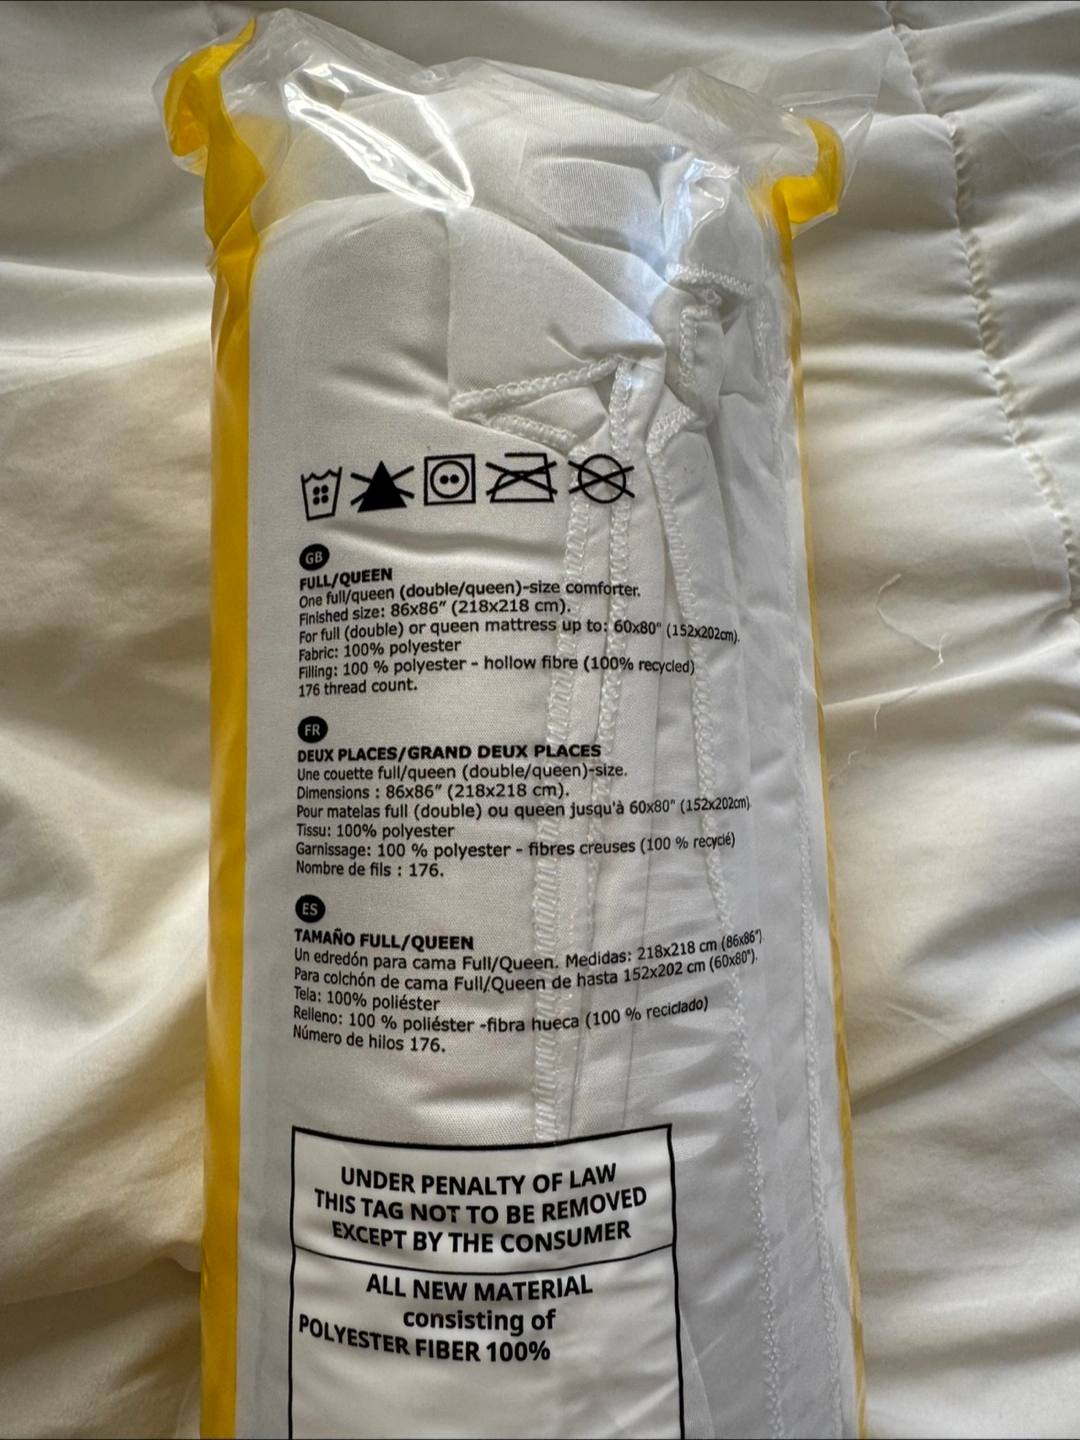 GB
FULL/QUEEN
One full/queen (double/queen)-size comforter.
Finished size: 86x86" (218x218 cm).
For full (double) or queen mattress up to: 60x80" (152x202cm).
Fabric: 100% polyester
Filling: 100 % polyester - hollow fibre (100% recycled)
176 thread count.
FR
DEUX PLACES/GRAND DEUX PLACES
Une couette full/queen (double/queen)-size.
Dimensions : 86x86" (218x218 cm).
Pour matelas full (double) ou queen jusqu'à 60x80" (152x202cm)
Tissu: 100% polyester
Garnissage: 100 % polyester - fibres creuses (100 % recyclé)
Nombre de fils : 176.
ES
TAMAÑO FULL/QUEEN
Un edredón para cama Full/Queen. Medidas: 218x218 cm (86x86").
Para colchón de cama Full/Queen de hasta 152x202 cm (60x80").
Tela: 100% poliéster
Relleno: 100 % poliéster -fibra hueca (100 % reciclado)
Número de hilos 176.
UNDER PENALTY OF LAW
THIS TAG NOT TO BE REMOVED
EXCEPT BY THE CONSUMER
ALL NEW MATERIAL
consisting of
POLYESTER FIBER 100%